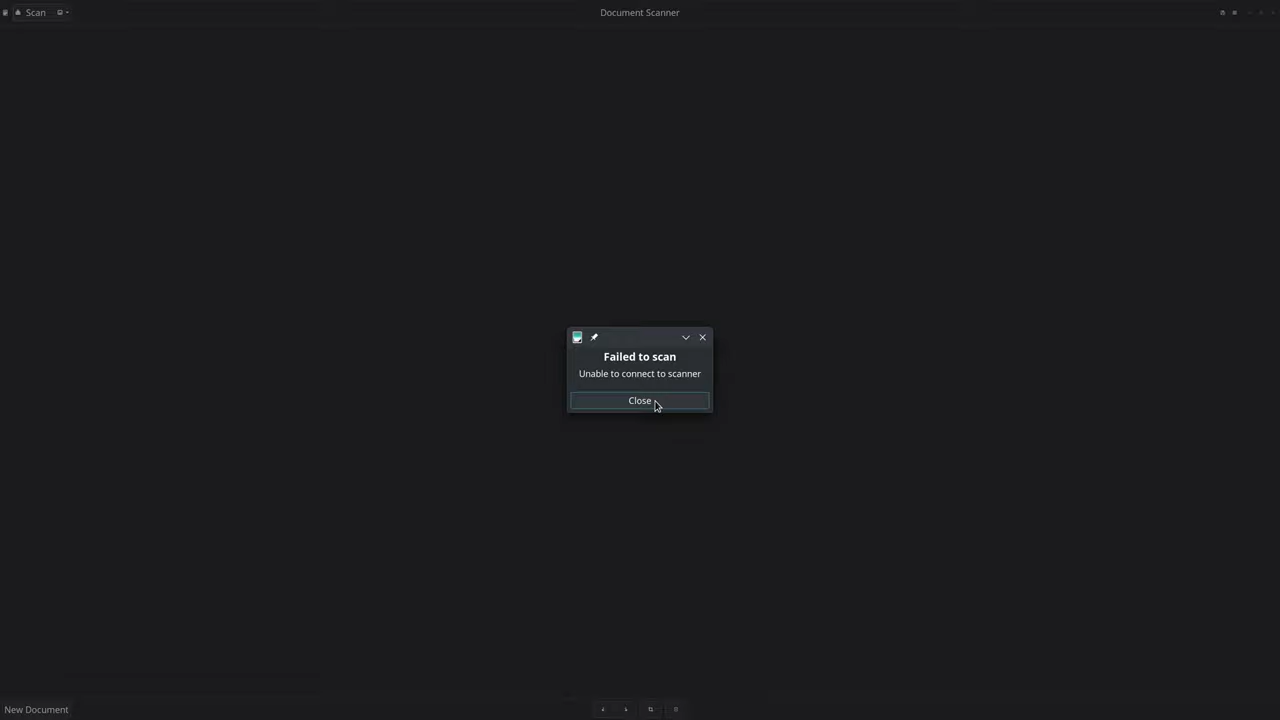 Scan
Document Scanner
Failed to scan
Unable to connect to scanner
Close
New Document